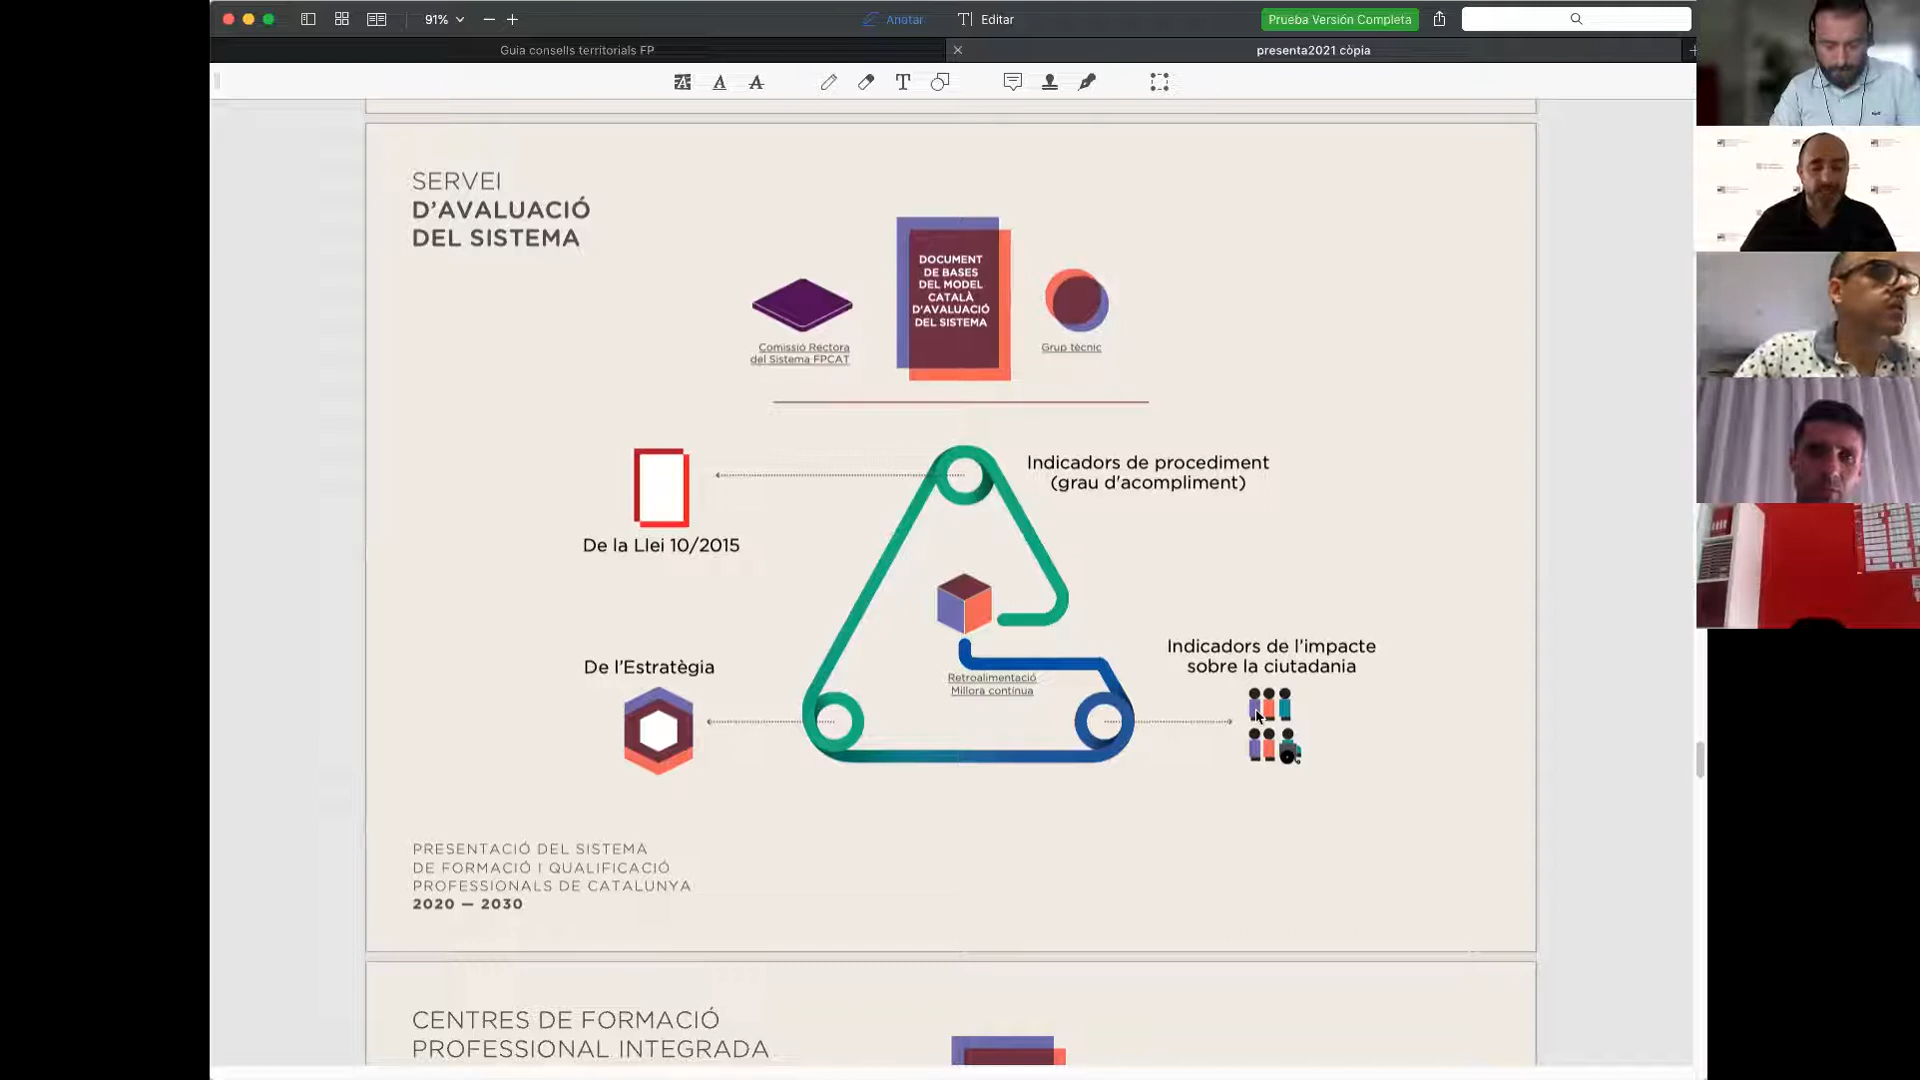 91%
Anotar
Editar
Prueba Versión Completa
Guia consells territorials FP
presenta2021 còpia
SERVEI
D'AVALUACIÓ
DEL SISTEMA
DOCUMENT
DE BASES
DEL MODEL
CATALÀ
D'AVALUACIÓ
DEL SISTEMA
Comissió Rectora
del Sistema FPCAT
Grup tècnic
Indicadors de procediment
(grau d'acompliment)
De la Llei 10/2015
De l'Estratègia
Retroalimentació
Millora contínua
Indicadors de l'impacte
sobre la ciutadania
PRESENTACIÓ DEL SISTEMA
DE FORMACIÓ I QUALIFICACIÓ
PROFESSIONALS DE CATALUNYA
2020 — 2030
CENTRES DE FORMACIÓ
PROFESSIONAL INTEGRADA